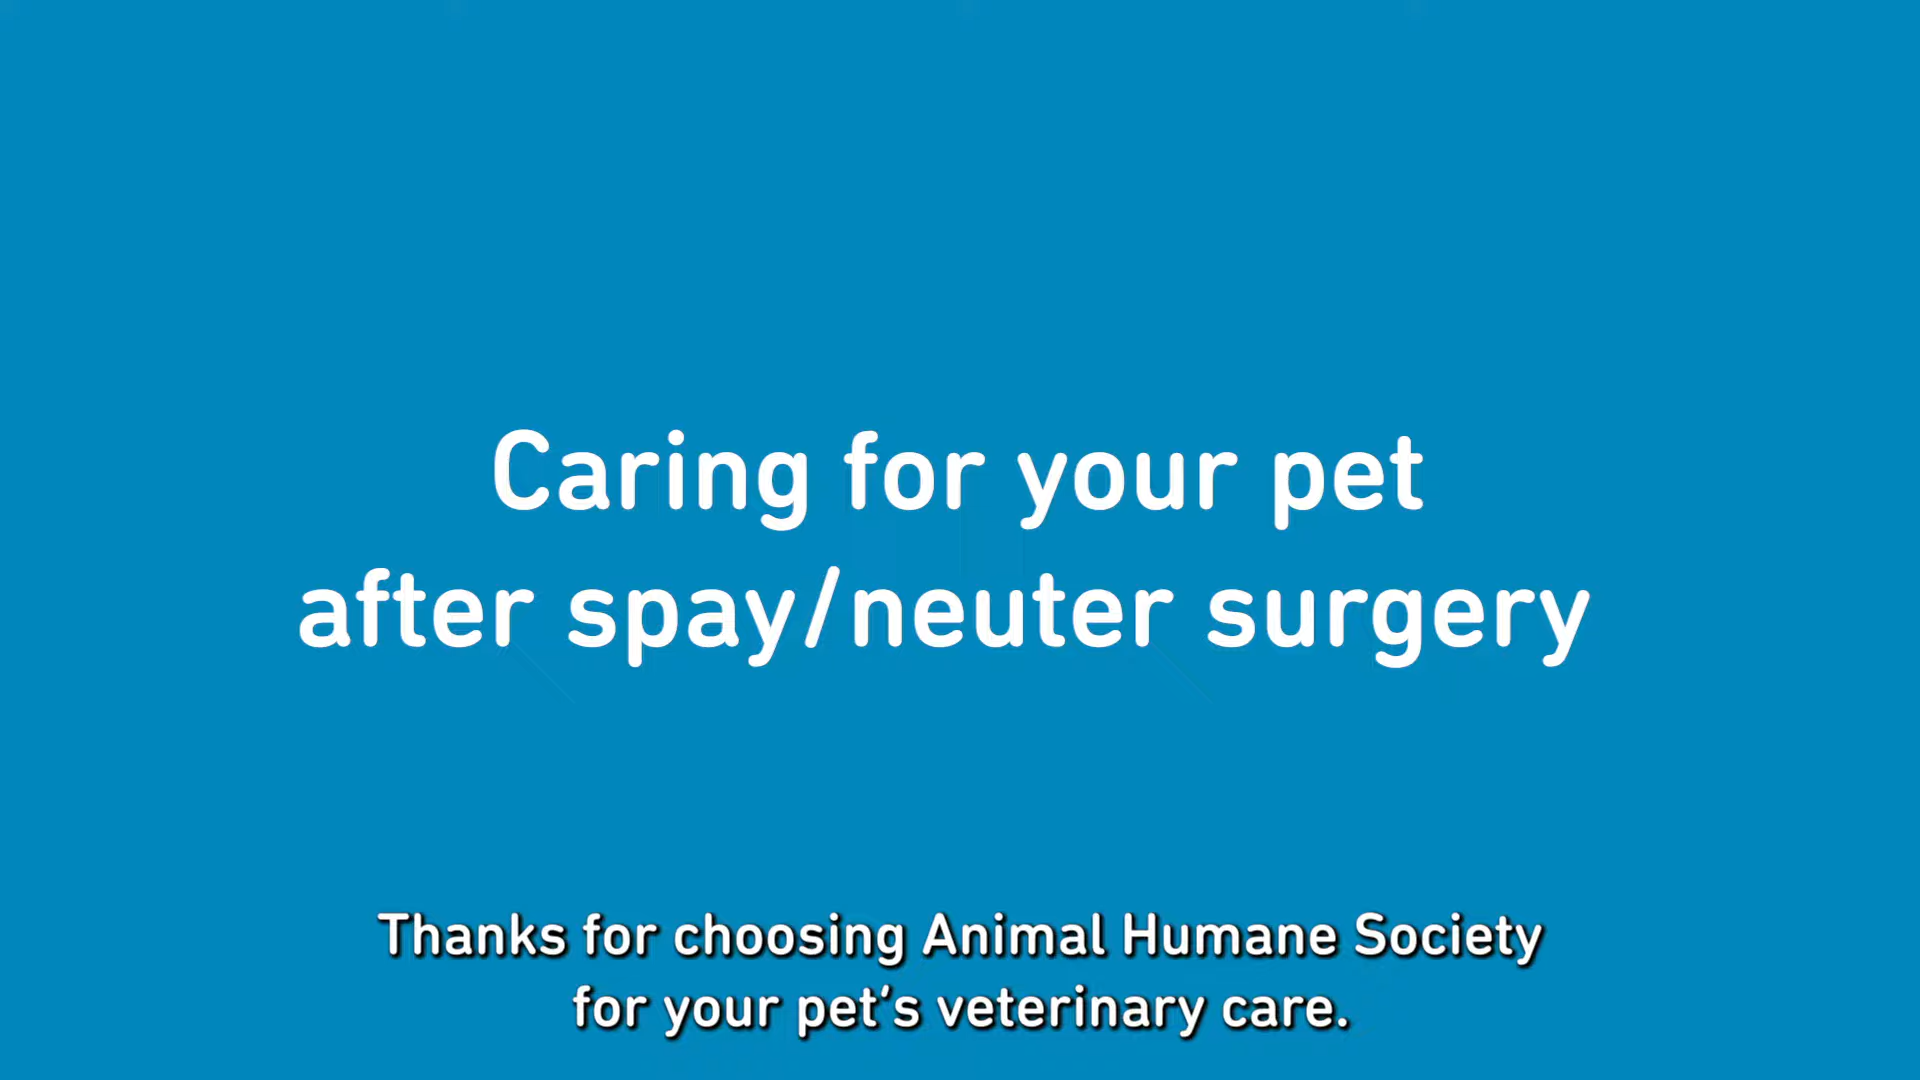 Caring for your pet
after spay/neuter surgery
Thanks for choosing Animal Humane Society
for your pet's veterinary care.